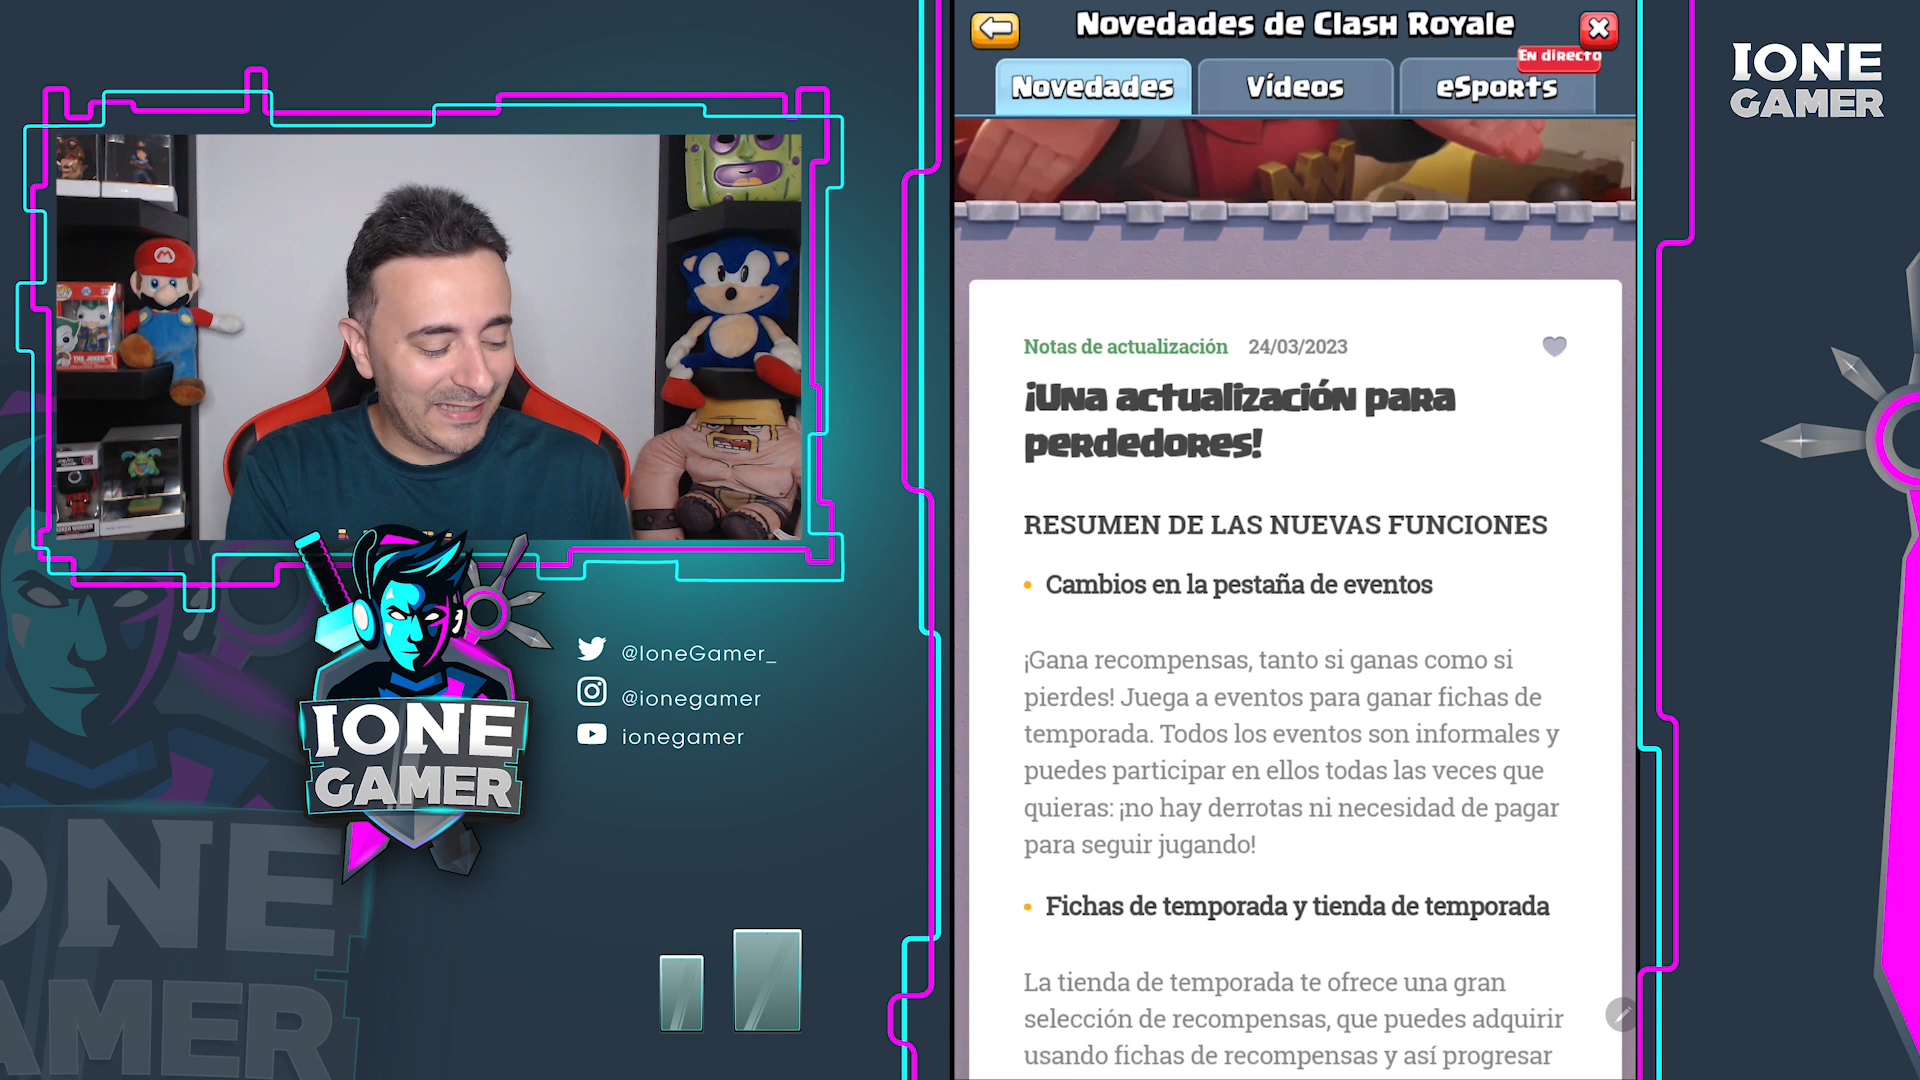 Novedades de Clash Royale
En directo
Novedades
Vídeos
eSports
IONE
GAMER
M
THE JOKER
Notas de actualización 24/03/2023
¡Una actualización para
perdedores!
RESUMEN DE LAS NUEVAS FUNCIONES
• Cambios en la pestaña de eventos
¡Gana recompensas, tanto si ganas como si
pierdes! Juega a eventos para ganar fichas de
temporada. Todos los eventos son informales y
puedes participar en ellos todas las veces que
quieras: ¡no hay derrotas ni necesidad de pagar
para seguir jugando!
• Fichas de temporada y tienda de temporada
La tienda de temporada te ofrece una gran
selección de recompensas, que puedes adquirir
usando fichas de recompensas y así progresar
@IoneGamer_
@ionegamer
ionegamer
IONE
GAMER
ONE
GAMER